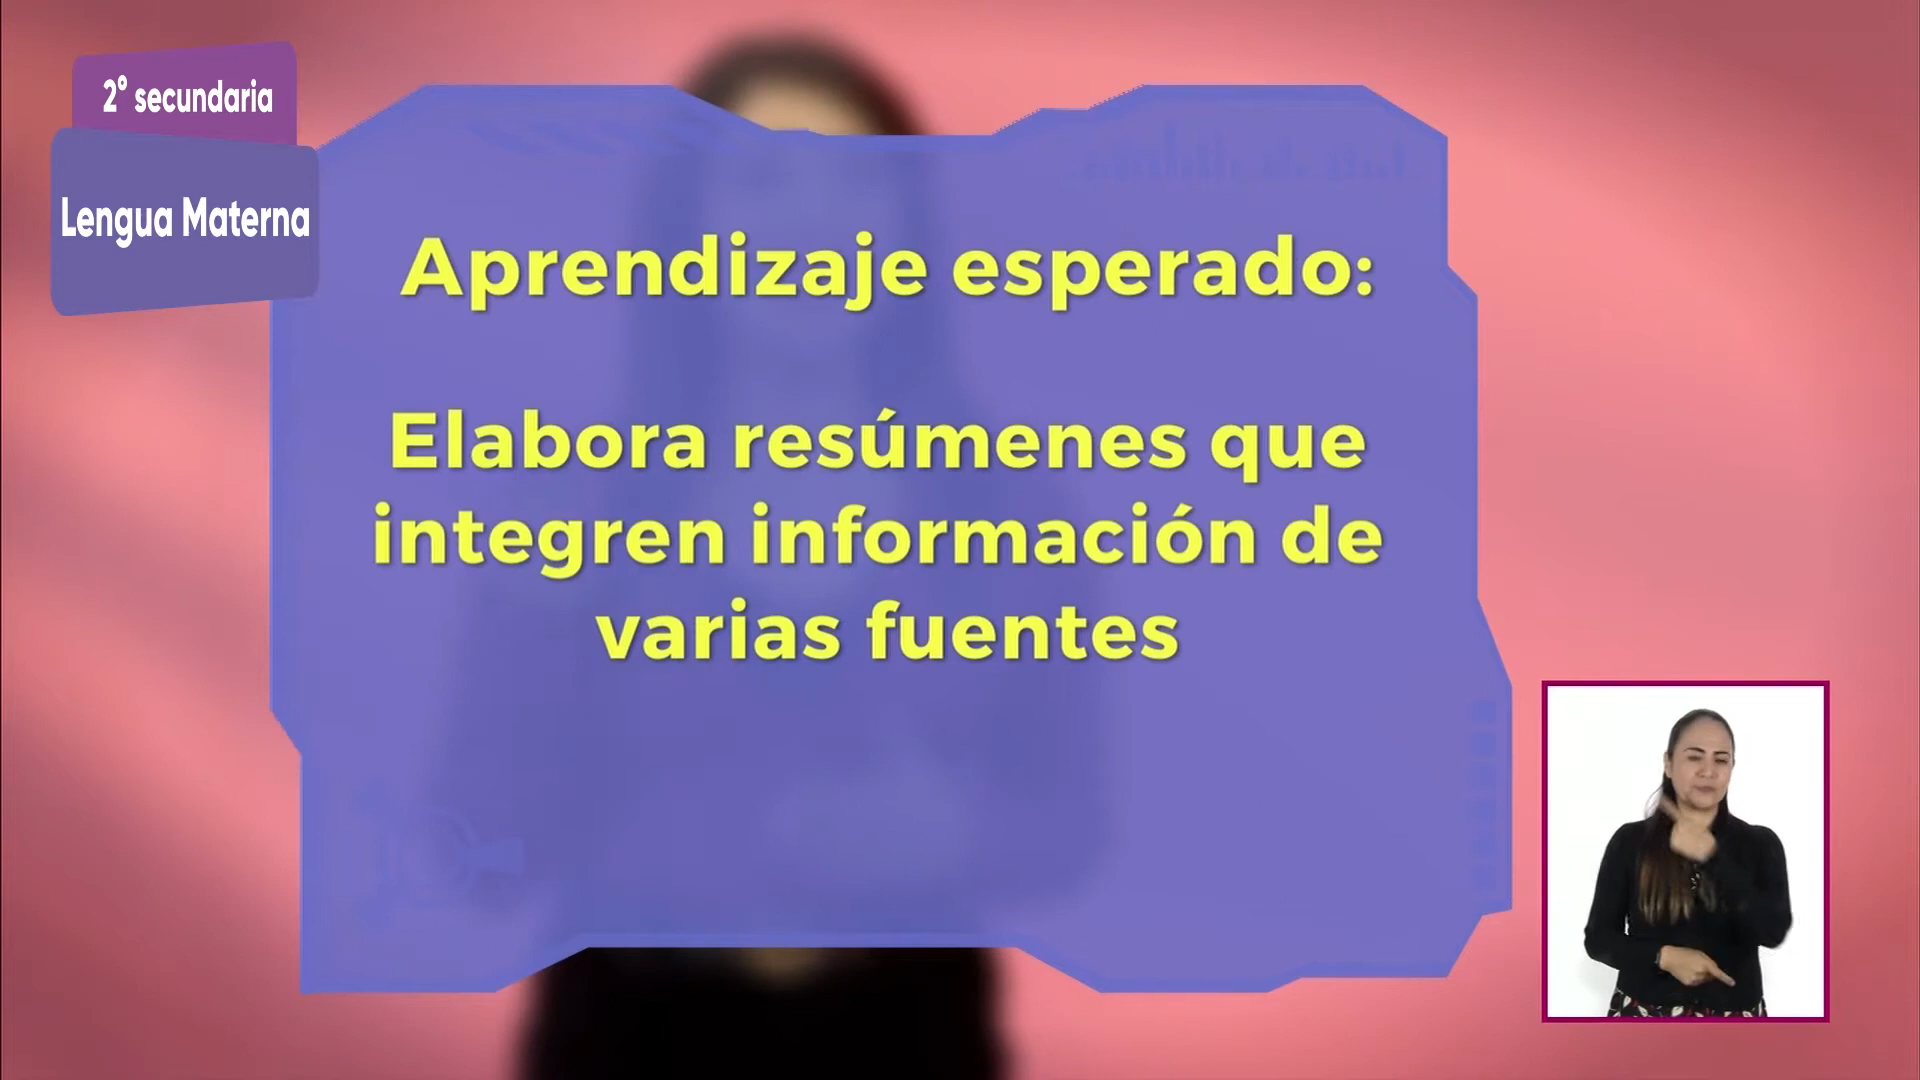 2° secundaria
Lengua Materna
Aprendizaje esperado:
Elabora resúmenes que
integren información de
varias fuentes